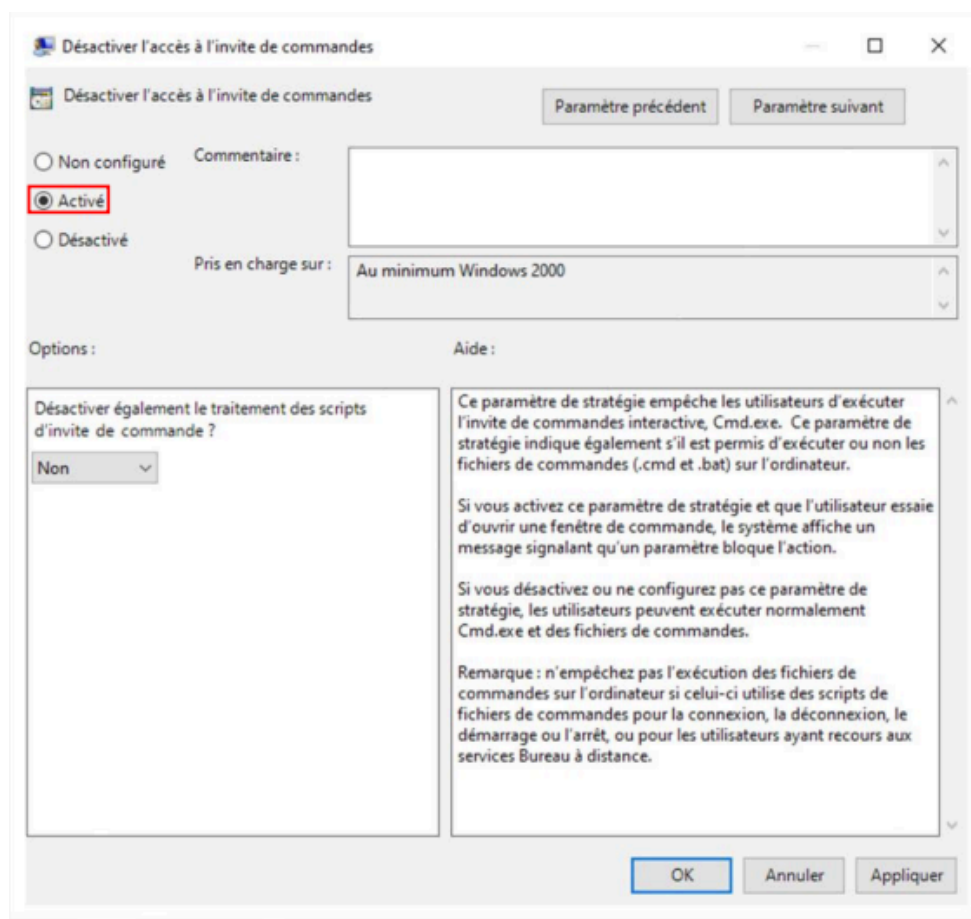 Désactiver l'accès à l'invite de commandes
Désactiver l'accès à l'invite de commandes
Paramètre précédent
Paramètre suivant
Non configuré
Commentaire :
Activé
Désactivé
Pris en charge sur :
Au minimum Windows 2000
Options :
Aide :
Désactiver également le traitement des scripts
d'invite de commande ?
Non
Ce paramètre de stratégie empêche les utilisateurs d'exécuter
l'invite de commandes interactive, Cmd.exe. Ce paramètre de
stratégie indique également s'il est permis d'exécuter ou non les
fichiers de commandes (.cmd et .bat) sur l'ordinateur.
Si vous activez ce paramètre de stratégie et que l'utilisateur essaie
d'ouvrir une fenêtre de commande, le système affiche un
message signalant qu'un paramètre bloque l'action.
Si vous désactivez ou ne configurez pas ce paramètre de
stratégie, les utilisateurs peuvent exécuter normalement
Cmd.exe et des fichiers de commandes.
Remarque : n'empêchez pas l'exécution des fichiers de
commandes sur l'ordinateur si celui-ci utilise des scripts de
fichiers de commandes pour la connexion, la déconnexion, le
démarrage ou l'arrêt, ou pour les utilisateurs ayant recours aux
services Bureau à distance.
OK
Annuler
Appliquer